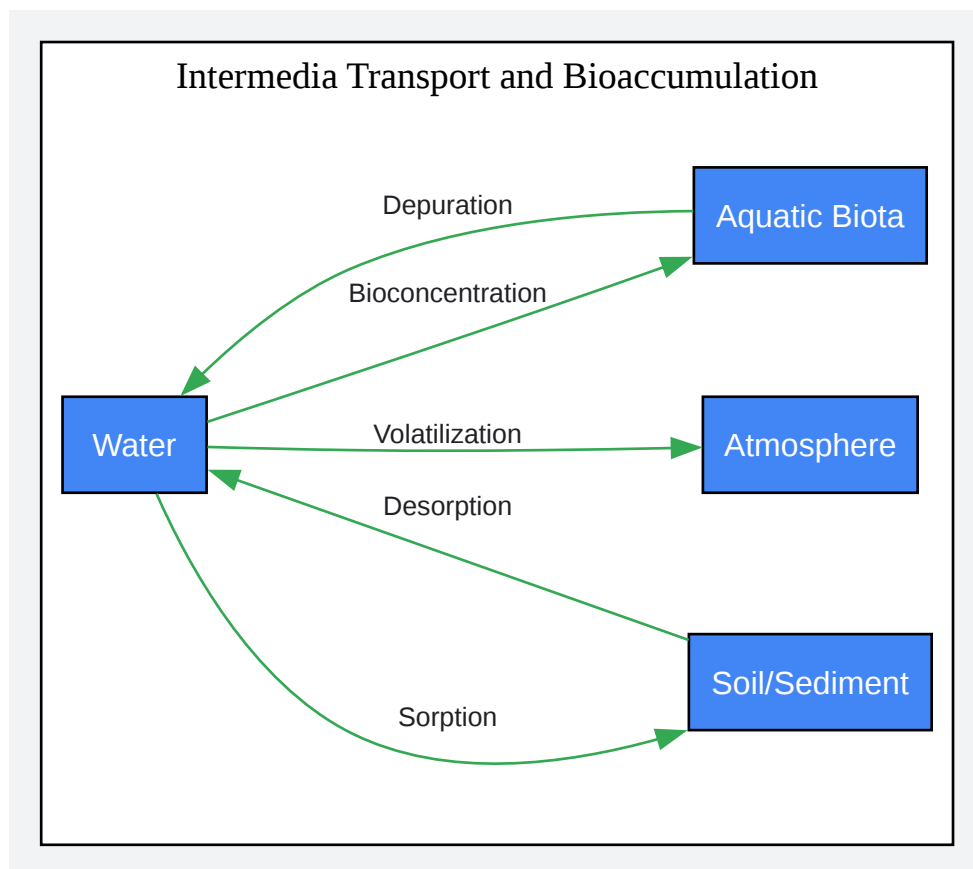 Intermedia Transport and Bioaccumulation
Depuration
Aquatic Biota
Bioconcentration
Water
Volatilization
Atmosphere
Desorption
Soil/Sediment
Sorption